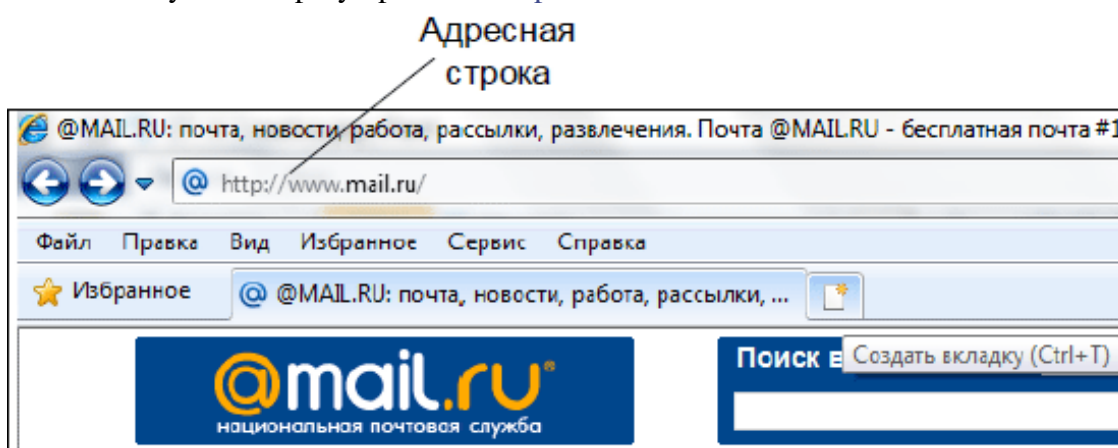 Адресная
строка
@MAIL.RU: почта, новости, работа, рассылки, развлечения. Почта @MAIL.RU - бесплатная почта #1
http://www.mail.ru/
Файл Правка Вид Избранное Сервис Справка
Избранное @MAIL.RU: почта, новости, работа, рассылки, ...
@mail.ru®
национальная почтовая служба
Поиск в
Создать вкладку (Ctrl+T)